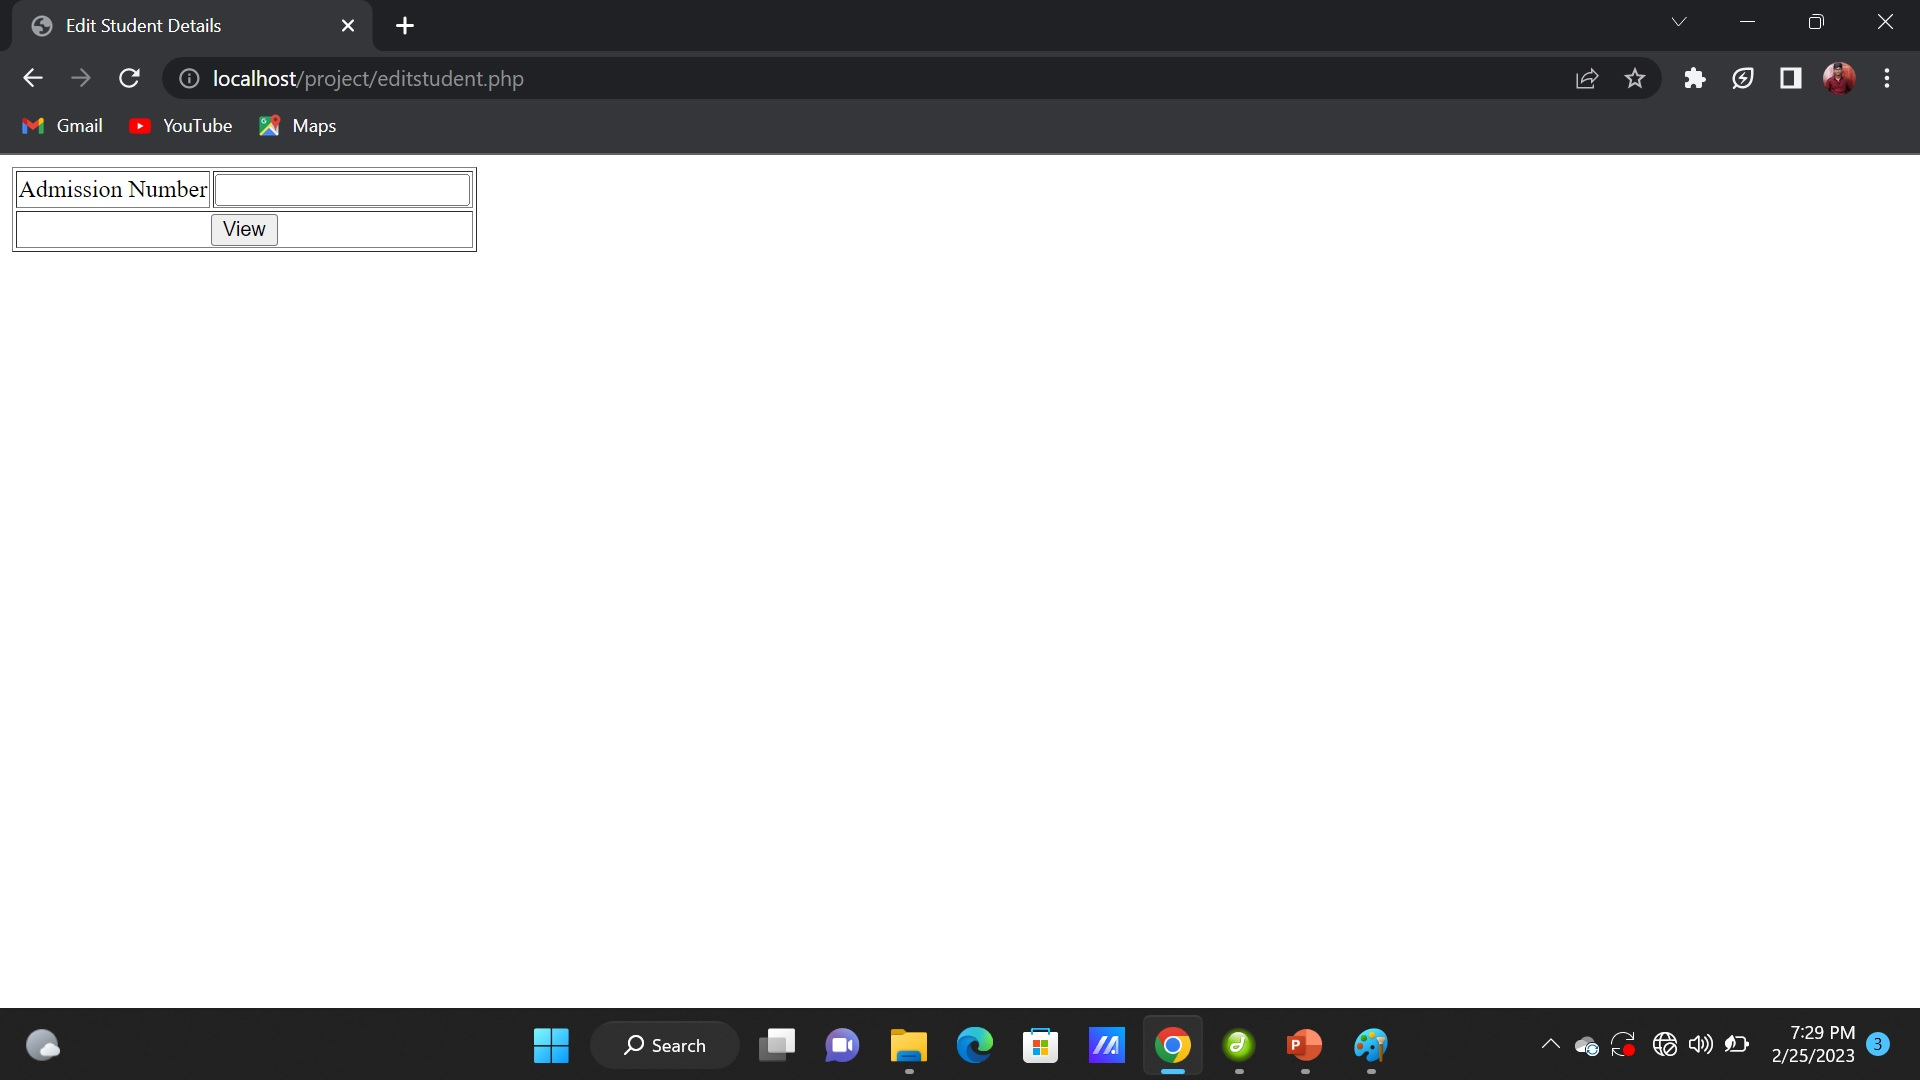 Edit Student Details
localhost/project/editstudent.php
Gmail YouTube Maps
Admission Number
View
Search
7:29 PM
2/25/2023
3
P